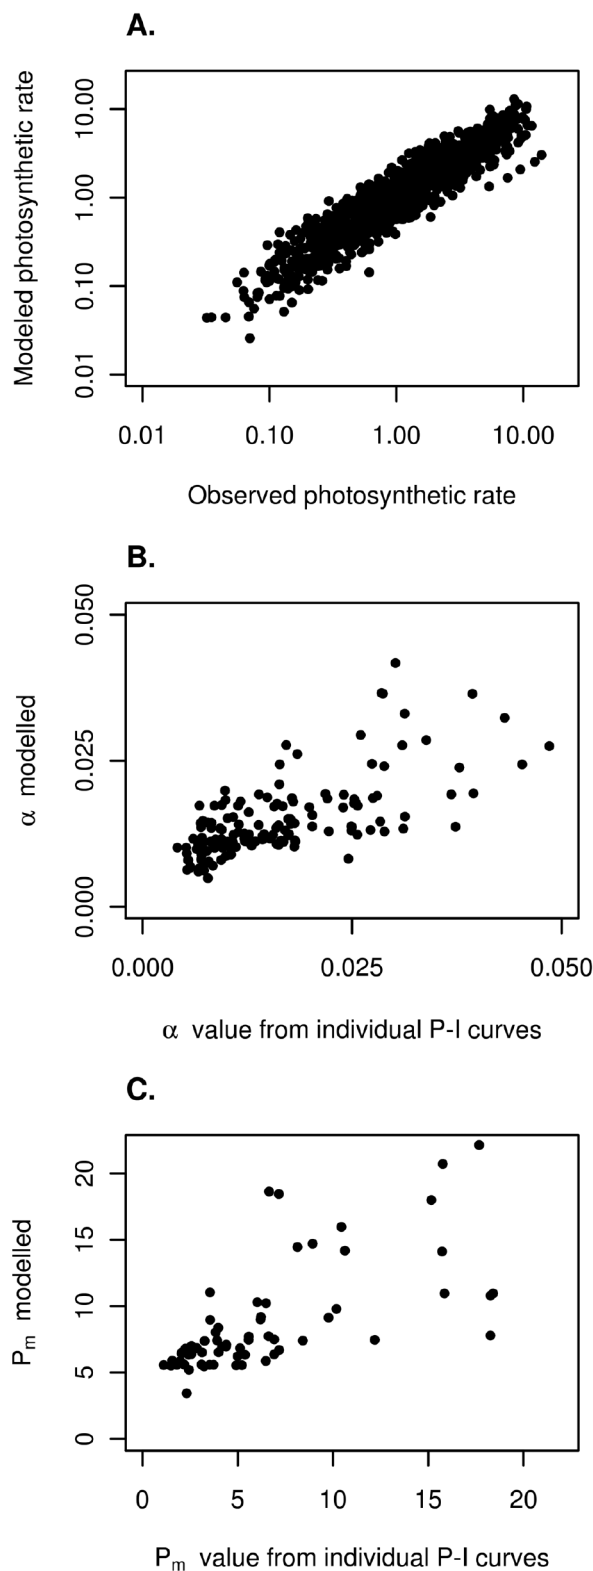 A.
Modeled photosynthetic rate
10.00
1.00
0.10
0.01
0.01 0.10 1.00 10.00
Observed photosynthetic rate
B.
α modelled
0.050
0.025
0.000
0.000 0.025 0.050
α value from individual P-I curves
C.
Pm modelled
20
15
10
5
0
0 5 10 15 20
Pm value from individual P-I curves